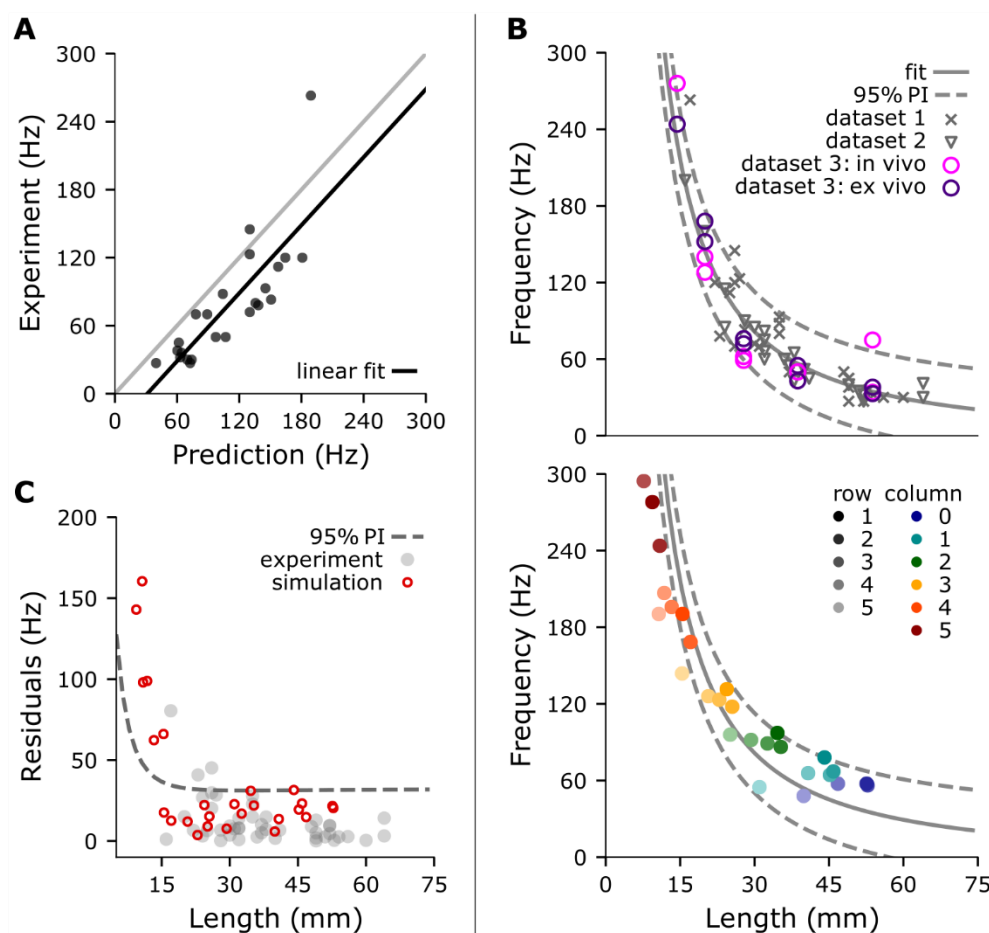 A
300
240
180
120
60
0
Experiment (Hz)
linear fit
0 60 120 180 240 300
Prediction (Hz)
B
300
240
180
120
60
0
Frequency (Hz)
fit
95% PI
dataset 1
dataset 2
dataset 3: in vivo
dataset 3: ex vivo
C
200
150
100
50
0
Residuals (Hz)
95% PI
experiment
simulation
15 30 45 60 75
Length (mm)
300
240
180
120
60
0
Frequency (Hz)
row column
1 0
2 1
3 2
4 3
5 4
5
0 15 30 45 60 75
Length (mm)